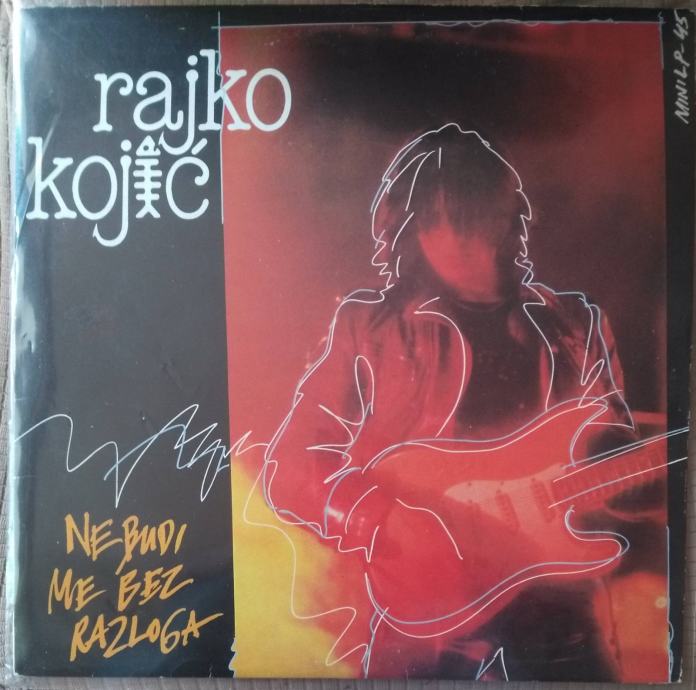 rajko
kojić
NE BUDI
ME BEZ
RAZLOGA
MINI LP-45